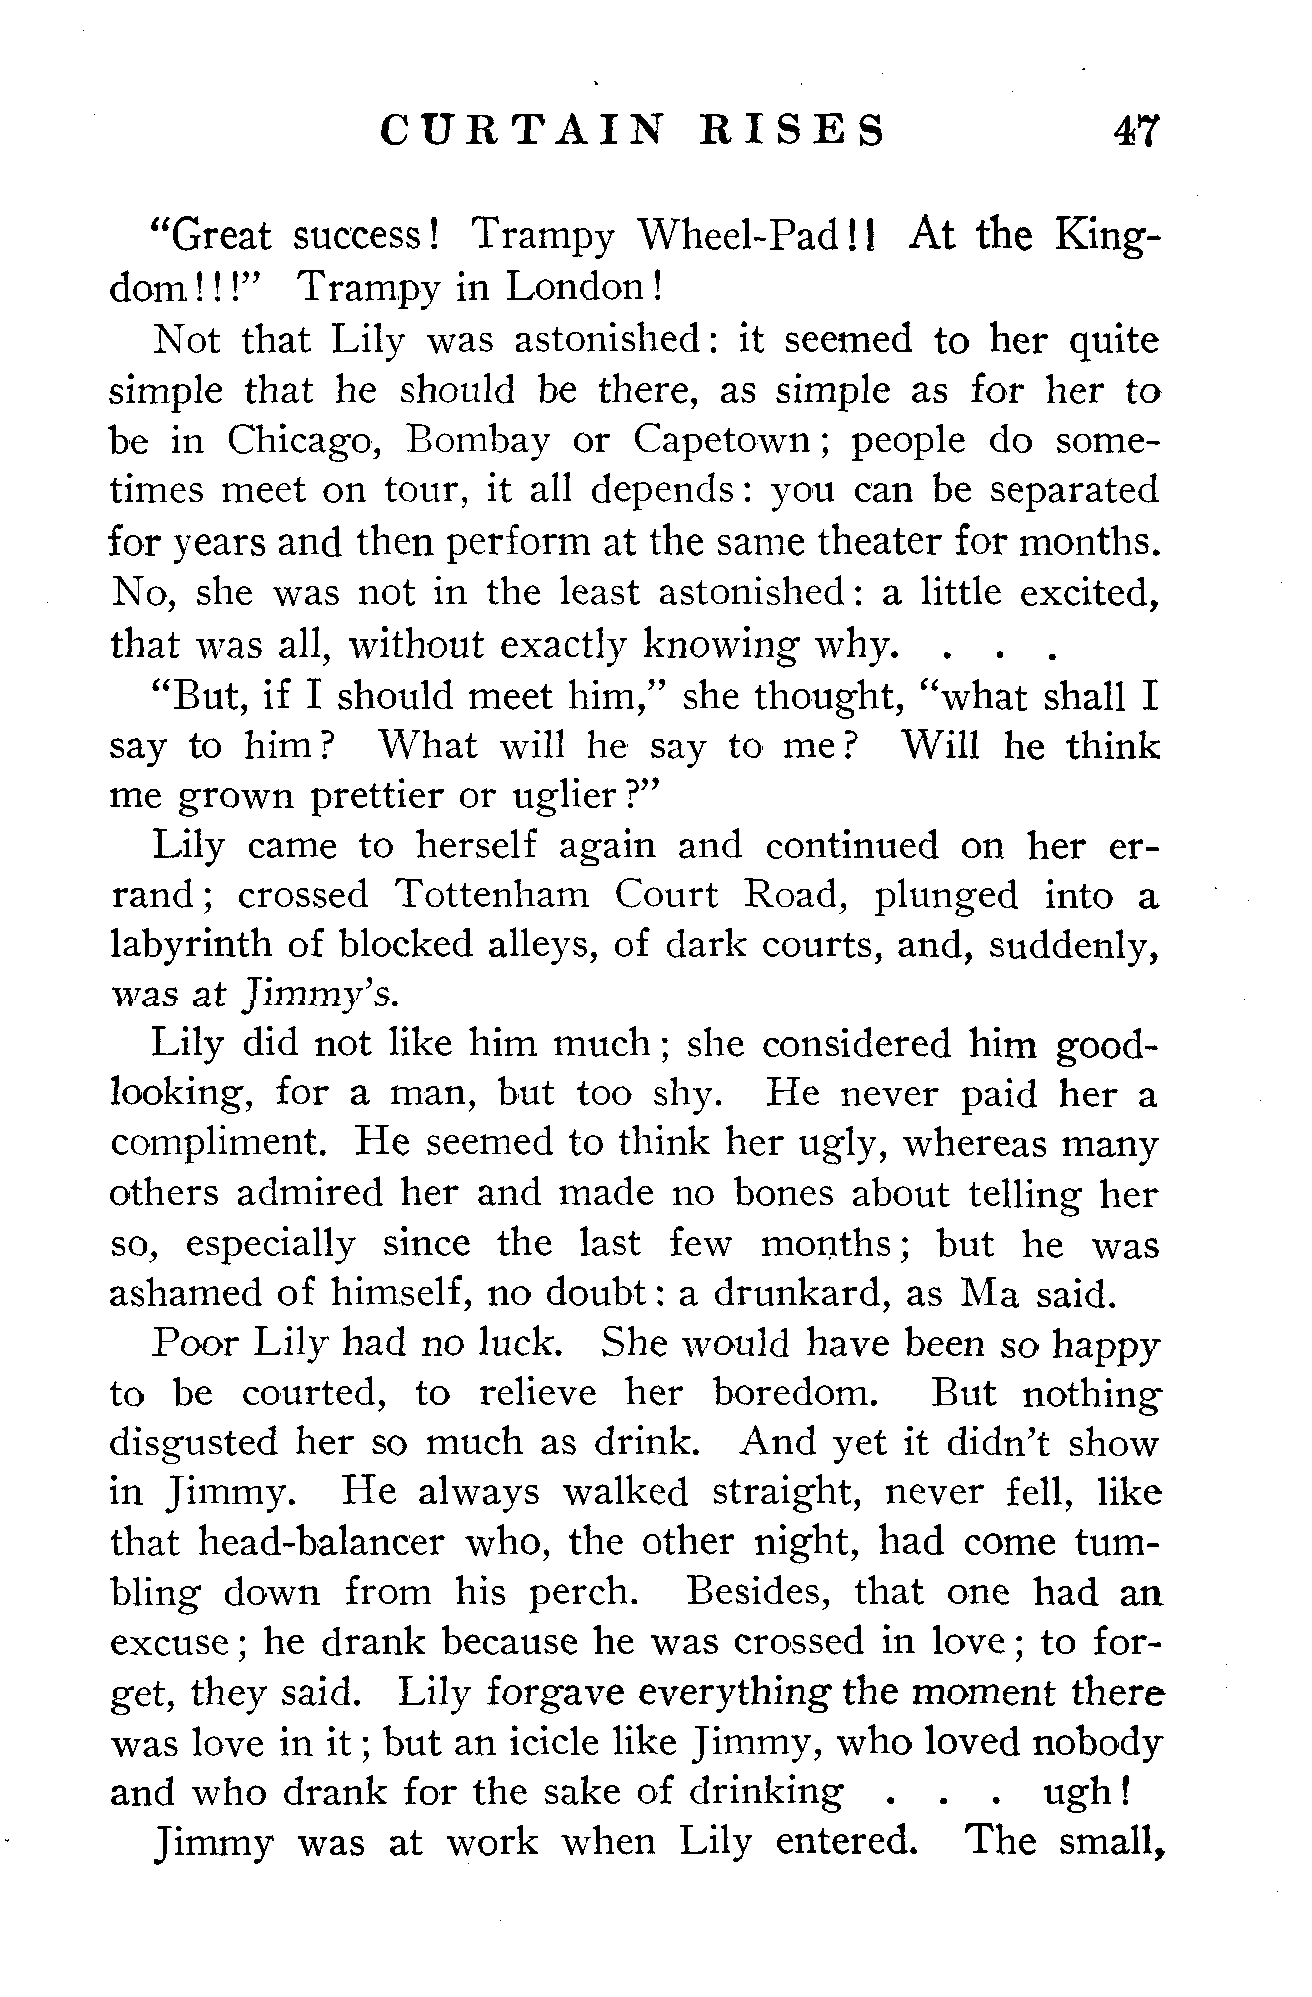 CURTAIN RISES 47
“Great success! Trampy Wheel-Pad!! At the King-
dom!!!” Trampy in London!
Not that Lily was astonished: it seemed to her quite
simple that he should be there, as simple as for her to
be in Chicago, Bombay or Capetown; people do some-
times meet on tour, it all depends: you can be separated
for years and then perform at the same theater for months.
No, she was not in the least astonished: a little excited,
that was all, without exactly knowing why. . . .
“But, if I should meet him,” she thought, “what shall I
say to him? What will he say to me? Will he think
me grown prettier or uglier?”
Lily came to herself again and continued on her er-
rand; crossed Tottenham Court Road, plunged into a
labyrinth of blocked alleys, of dark courts, and, suddenly,
was at Jimmy’s.
Lily did not like him much; she considered him good-
looking, for a man, but too shy. He never paid her a
compliment. He seemed to think her ugly, whereas many
others admired her and made no bones about telling her
so, especially since the last few months; but he was
ashamed of himself, no doubt: a drunkard, as Ma said.
Poor Lily had no luck. She would have been so happy
to be courted, to relieve her boredom. But nothing
disgusted her so much as drink. And yet it didn’t show
in Jimmy. He always walked straight, never fell, like
that head-balancer who, the other night, had come tum-
bling down from his perch. Besides, that one had an
excuse; he drank because he was crossed in love; to for-
get, they said. Lily forgave everything the moment there
was love in it; but an icicle like Jimmy, who loved nobody
and who drank for the sake of drinking . . . ugh!
Jimmy was at work when Lily entered. The small,